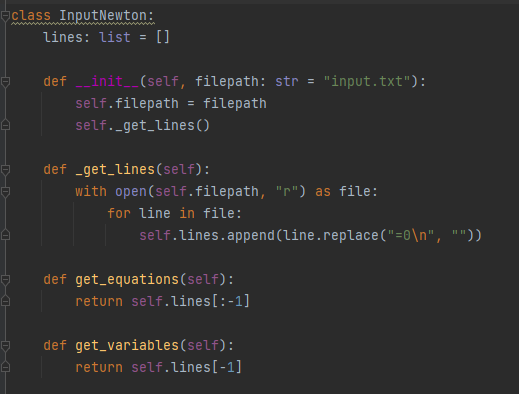 class InputNewton:
    lines: list = []
    def __init__(self, filepath: str = "input.txt"):
        self.filepath = filepath
        self._get_lines()
    def _get_lines(self):
        with open(self.filepath, "r") as file:
            for line in file:
                self.lines.append(line.replace("=0\n", ""))
    def get_equations(self):
        return self.lines[:-1]
    def get_variables(self):
        return self.lines[-1]